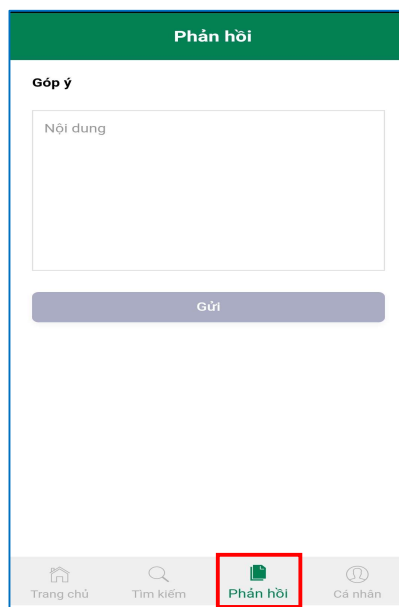 Phản hồi
Góp ý
Nội dung
Gửi
Trang chủ Tìm kiếm Phản hồi Cá nhân